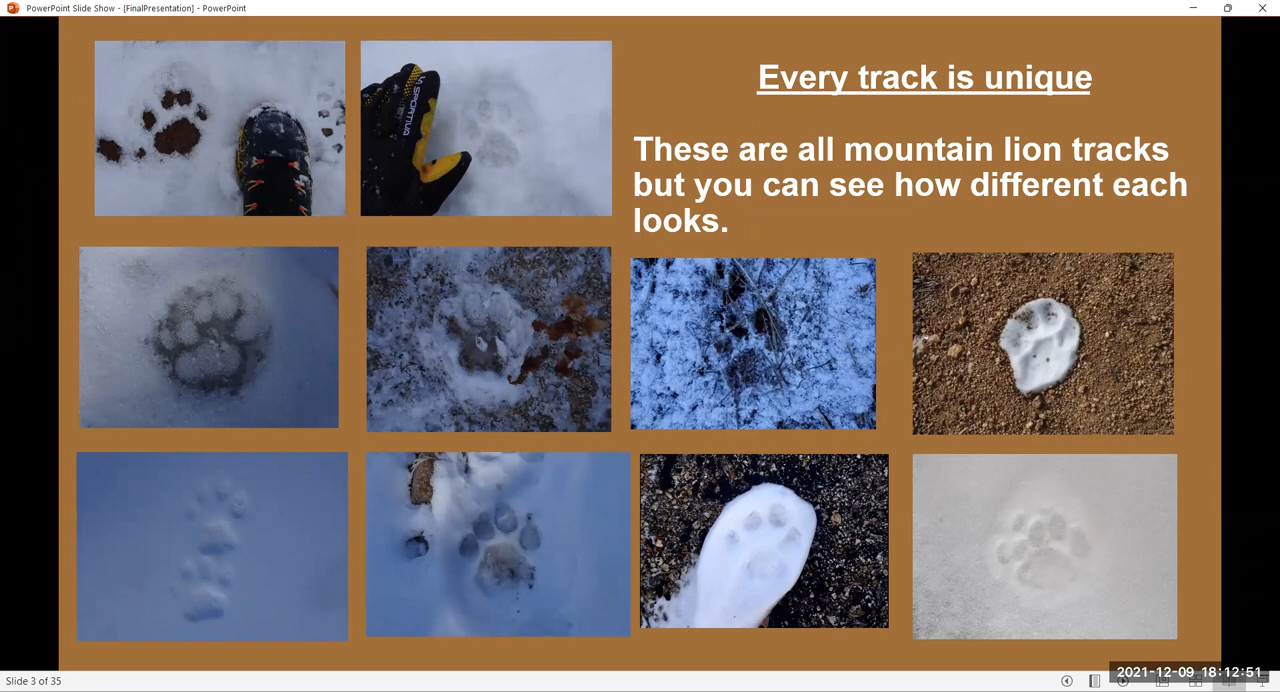 PowerPoint Slide Show - [FinalPresentation] - PowerPoint
LA SPORTIVA
Every track is unique
These are all mountain lion tracks
but you can see how different each
looks.
2021-12-09 18:12:51
Slide 3 of 35